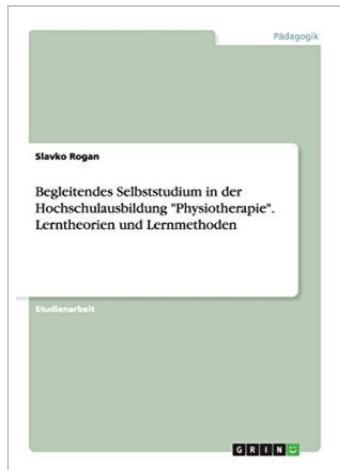 Pädagogik
Slavko Rogan
Begleitendes Selbststudium in der
Hochschulausbildung "Physiotherapie".
Lerntheorien und Lernmethoden
Studienarbeit
GRIN